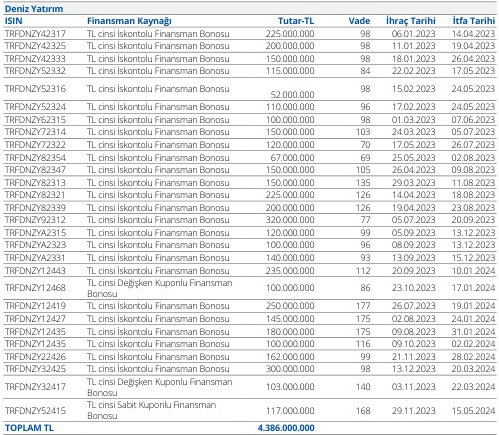 Deniz Yatırım
ISIN Finansman Kaynağı Tutar-TL Vade İhraç Tarihi İtfa Tarihi
TRFDNZY42317 TL cinsi İskontolu Finansman Bonosu 225.000.000 98 06.01.2023 14.04.2023
TRFDNZY42325 TL cinsi İskontolu Finansman Bonosu 200.000.000 98 11.01.2023 19.04.2023
TRFDNZY42333 TL cinsi İskontolu Finansman Bonosu 150.000.000 98 18.01.2023 26.04.2023
TRFDNZY52332 TL cinsi İskontolu Finansman Bonosu 115.000.000 84 22.02.2023 17.05.2023
TRFDNZY52316 TL cinsi İskontolu Finansman Bonosu 52.000.000 98 15.02.2023 24.05.2023
TRFDNZY52324 TL cinsi İskontolu Finansman Bonosu 110.000.000 96 17.02.2023 24.05.2023
TRFDNZY62315 TL cinsi İskontolu Finansman Bonosu 100.000.000 98 01.03.2023 07.06.2023
TRFDNZY72314 TL cinsi İskontolu Finansman Bonosu 150.000.000 103 24.03.2023 05.07.2023
TRFDNZY72322 TL cinsi İskontolu Finansman Bonosu 120.000.000 70 17.05.2023 26.07.2023
TRFDNZY82354 TL cinsi İskontolu Finansman Bonosu 67.000.000 69 25.05.2023 02.08.2023
TRFDNZY82347 TL cinsi İskontolu Finansman Bonosu 150.000.000 105 26.04.2023 09.08.2023
TRFDNZY82313 TL cinsi İskontolu Finansman Bonosu 150.000.000 135 29.03.2023 11.08.2023
TRFDNZY82321 TL cinsi İskontolu Finansman Bonosu 225.000.000 126 14.04.2023 18.08.2023
TRFDNZY82339 TL cinsi İskontolu Finansman Bonosu 200.000.000 126 19.04.2023 23.08.2023
TRFDNZY92312 TL cinsi İskontolu Finansman Bonosu 320.000.000 77 05.07.2023 20.09.2023
TRFDNZYA2315 TL cinsi İskontolu Finansman Bonosu 120.000.000 99 05.09.2023 13.12.2023
TRFDNZYA2323 TL cinsi İskontolu Finansman Bonosu 100.000.000 96 08.09.2023 13.12.2023
TRFDNZYA2331 TL cinsi İskontolu Finansman Bonosu 140.000.000 93 13.09.2023 15.12.2023
TRFDNZY12443 TL cinsi İskontolu Finansman Bonosu 235.000.000 112 20.09.2023 10.01.2024
TRFDNZY12468 TL cinsi Değişken Kuponlu Finansman 100.000.000 86 23.10.2023 17.01.2024
Bonosu
TRFDNZY12419 TL cinsi İskontolu Finansman Bonosu 250.000.000 177 26.07.2023 19.01.2024
TRFDNZY12427 TL cinsi İskontolu Finansman Bonosu 145.000.000 175 02.08.2023 24.01.2024
TRFDNZY12435 TL cinsi İskontolu Finansman Bonosu 180.000.000 175 09.08.2023 31.01.2024
TRFDNZY12435 TL cinsi İskontolu Finansman Bonosu 100.000.000 116 09.10.2023 02.02.2024
TRFDNZY22426 TL cinsi İskontolu Finansman Bonosu 162.000.000 99 21.11.2023 28.02.2024
TRFDNZY32425 TL cinsi İskontolu Finansman Bonosu 300.000.000 98 13.12.2023 20.03.2024
TRFDNZY32417 TL cinsi Değişken Kuponlu Finansman 103.000.000 140 03.11.2023 22.03.2024
Bonosu
TRFDNZY52415 TL cinsi Sabit Kuponlu Finansman 117.000.000 168 29.11.2023 15.05.2024
Bonosu
TOPLAM TL 4.386.000.000